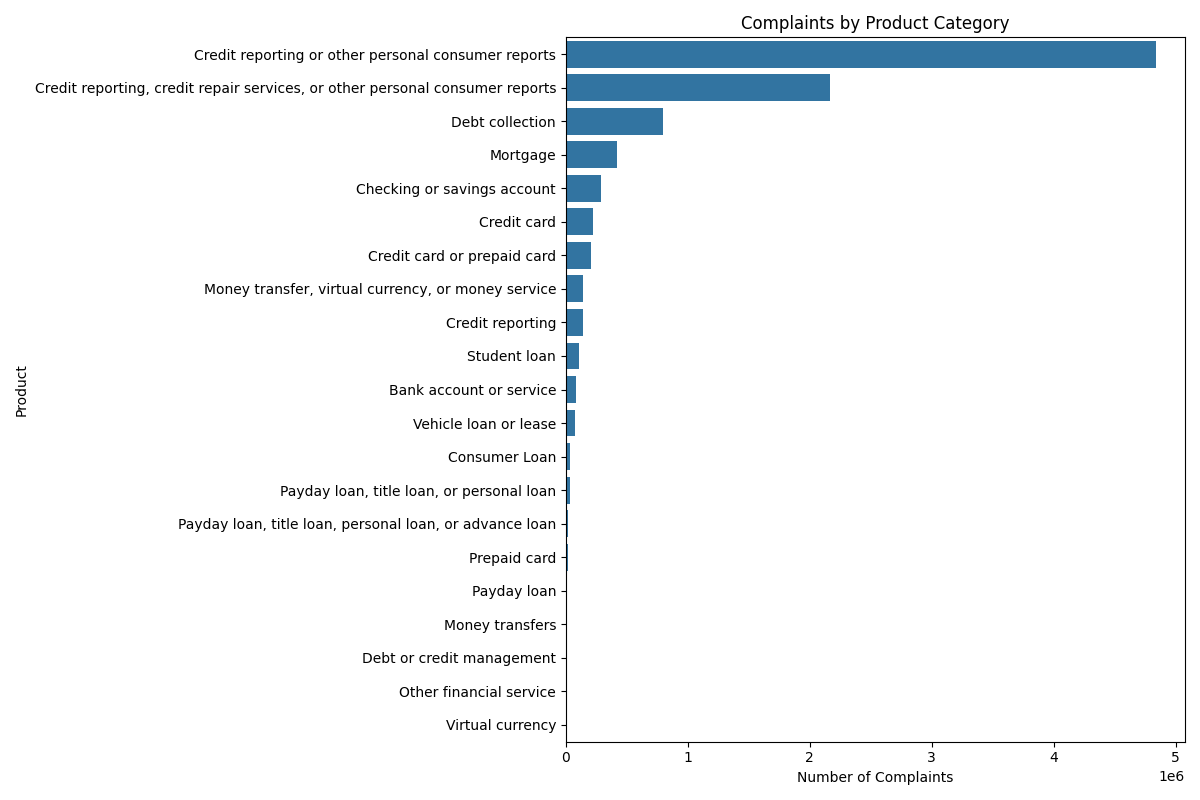 Complaints by Product Category
Credit reporting or other personal consumer reports
Credit reporting, credit repair services, or other personal consumer reports
Debt collection
Mortgage
Checking or savings account
Credit card
Credit card or prepaid card
Money transfer, virtual currency, or money service
Credit reporting
Student loan
Bank account or service
Vehicle loan or lease
Consumer Loan
Payday loan, title loan, or personal loan
Payday loan, title loan, personal loan, or advance loan
Prepaid card
Payday loan
Money transfers
Debt or credit management
Other financial service
Virtual currency
Product
0 1 2 3 4 5
1e6
Number of Complaints